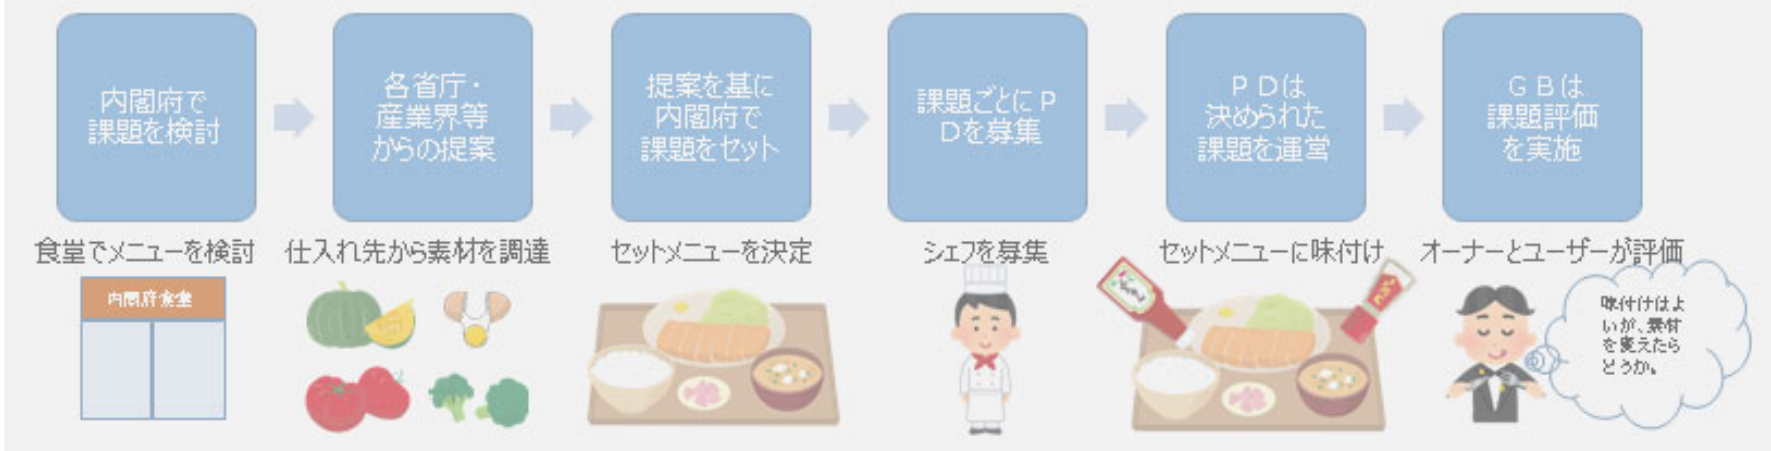 内閣府で
課題を検討
各省庁・
産業界等
からの提案
提案を基に
内閣府で
課題をセット
課題ごとにＰ
Ｄを募集
ＰＤは
決められた
課題を運営
ＧＢは
課題評価
を実施
食堂でメニューを検討
仕入れ先から素材を調達
セットメニューを決定
シェフを募集
セットメニューに味付け
オーナーとユーザーが評価
内閣府食堂
味付けはよ
いが、素材
を変えたら
どうか。